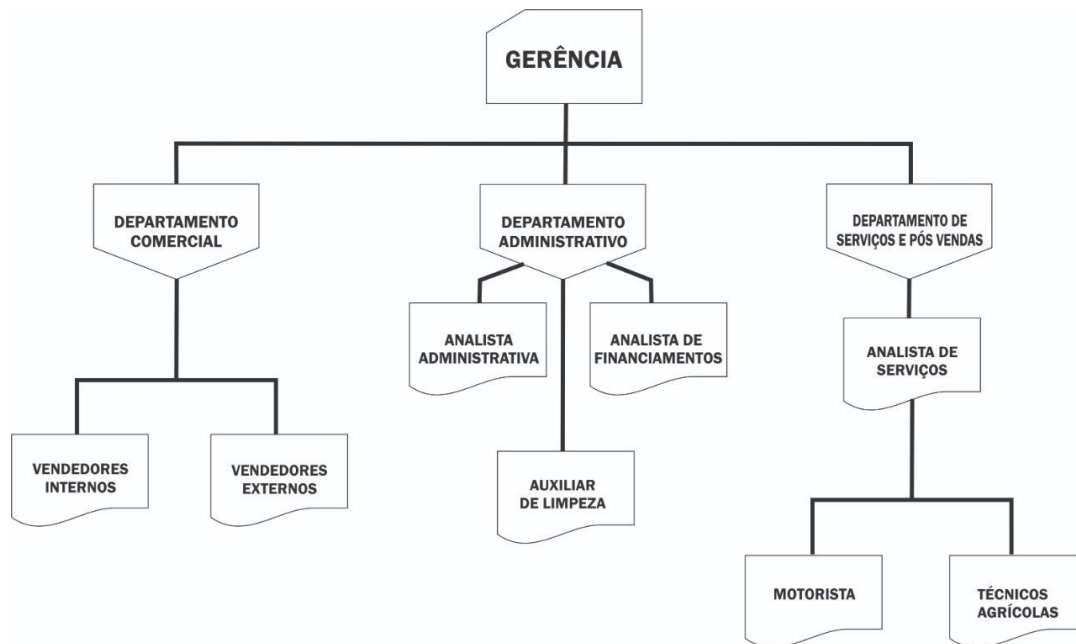 GERÊNCIA
DEPARTAMENTO
COMERCIAL
DEPARTAMENTO
ADMINISTRATIVO
DEPARTAMENTO DE
SERVIÇOS E PÓS VENDAS
ANALISTA
ADMINISTRATIVA
ANALISTA DE
FINANCIAMENTOS
ANALISTA DE
SERVIÇOS
VENDEDORES
INTERNOS
VENDEDORES
EXTERNOS
AUXILIAR
DE LIMPEZA
MOTORISTA
TÉCNICOS
AGRÍCOLAS